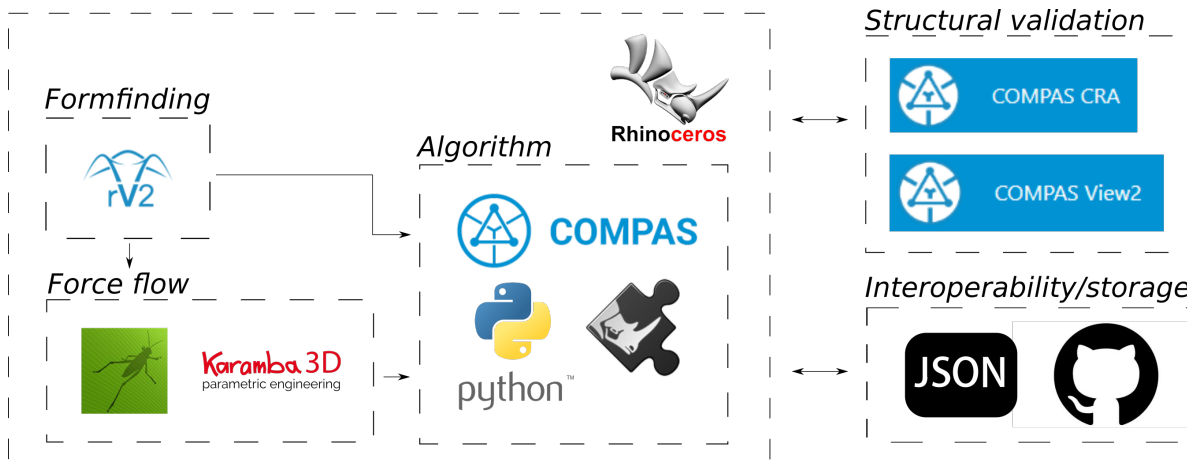 Structural validation
COMPAS CRA
COMPAS View2
Formfinding
rV2
Rhinoceros
Algorithm
COMPAS
python™
Force flow
Karamba 3D
parametric engineering
Interoperability/storage
JSON